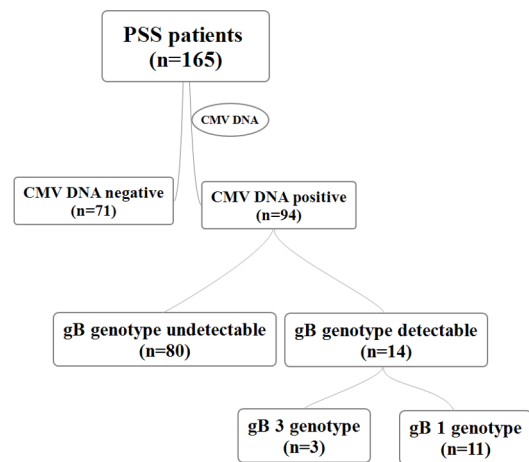 PSS patients
(n=165)
CMV DNA
CMV DNA negative
(n=71)
CMV DNA positive
(n=94)
gB genotype undetectable
(n=80)
gB genotype detectable
(n=14)
gB 3 genotype
(n=3)
gB 1 genotype
(n=11)